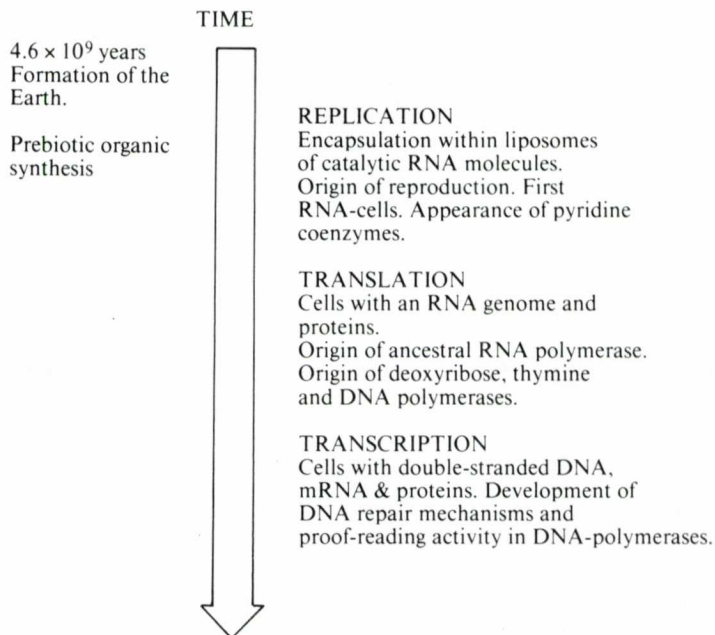 TIME
4.6 × 10⁹ years
Formation of the
Earth.
Prebiotic organic
synthesis
REPLICATION
Encapsulation within liposomes
of catalytic RNA molecules.
Origin of reproduction. First
RNA-cells. Appearance of pyridine
coenzymes.
TRANSLATION
Cells with an RNA genome and
proteins.
Origin of ancestral RNA polymerase.
Origin of deoxyribose, thymine
and DNA polymerases.
TRANSCRIPTION
Cells with double-stranded DNA,
mRNA & proteins. Development of
DNA repair mechanisms and
proof-reading activity in DNA-polymerases.